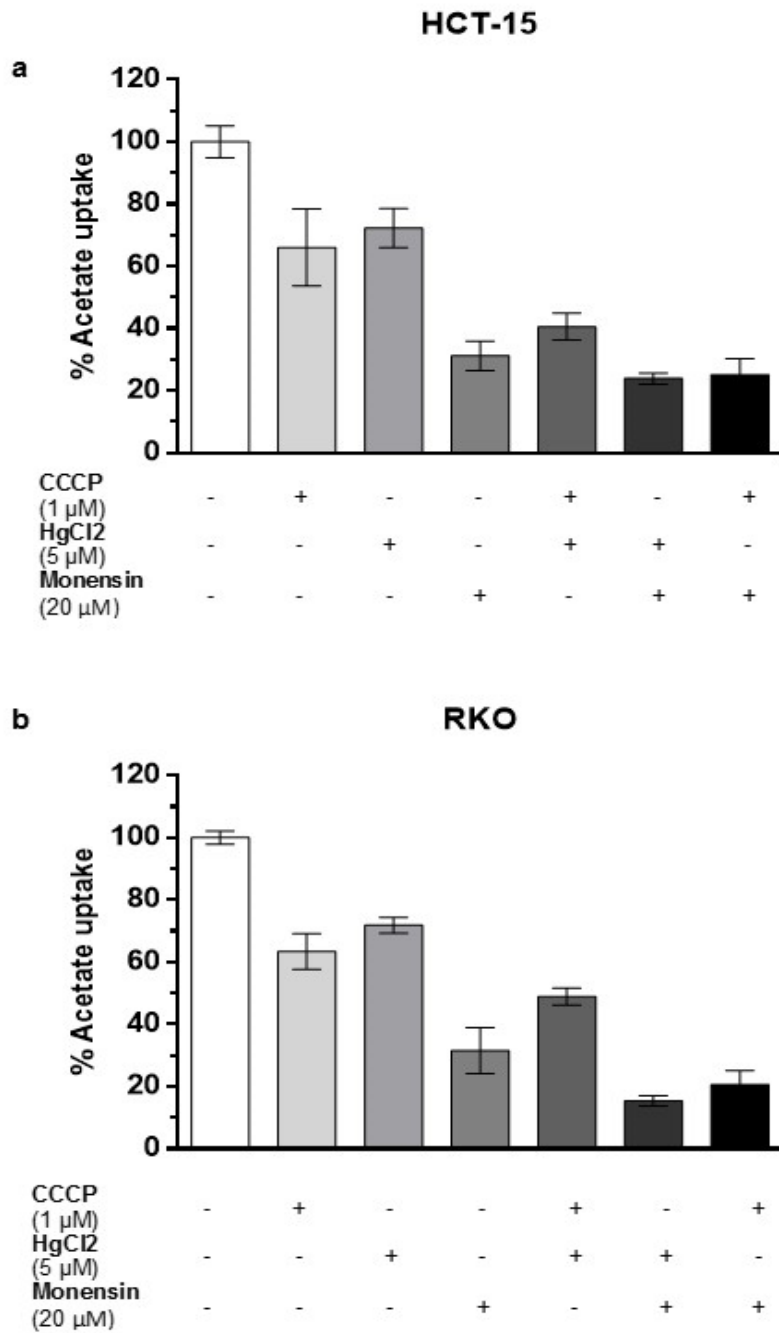 HCT-15
a
% Acetate uptake
120
100
80
60
40
20
0
CCCP - + - - + - +
(1 µM)
HgCl2 - - + - + + -
(5 µM)
Monensin - - - + - + +
(20 µM)
b
RKO
% Acetate uptake
120
100
80
60
40
20
0
CCCP - + - - + - +
(1 µM)
HgCl2 - - + - + + -
(5 µM)
Monensin - - - + - + +
(20 µM)